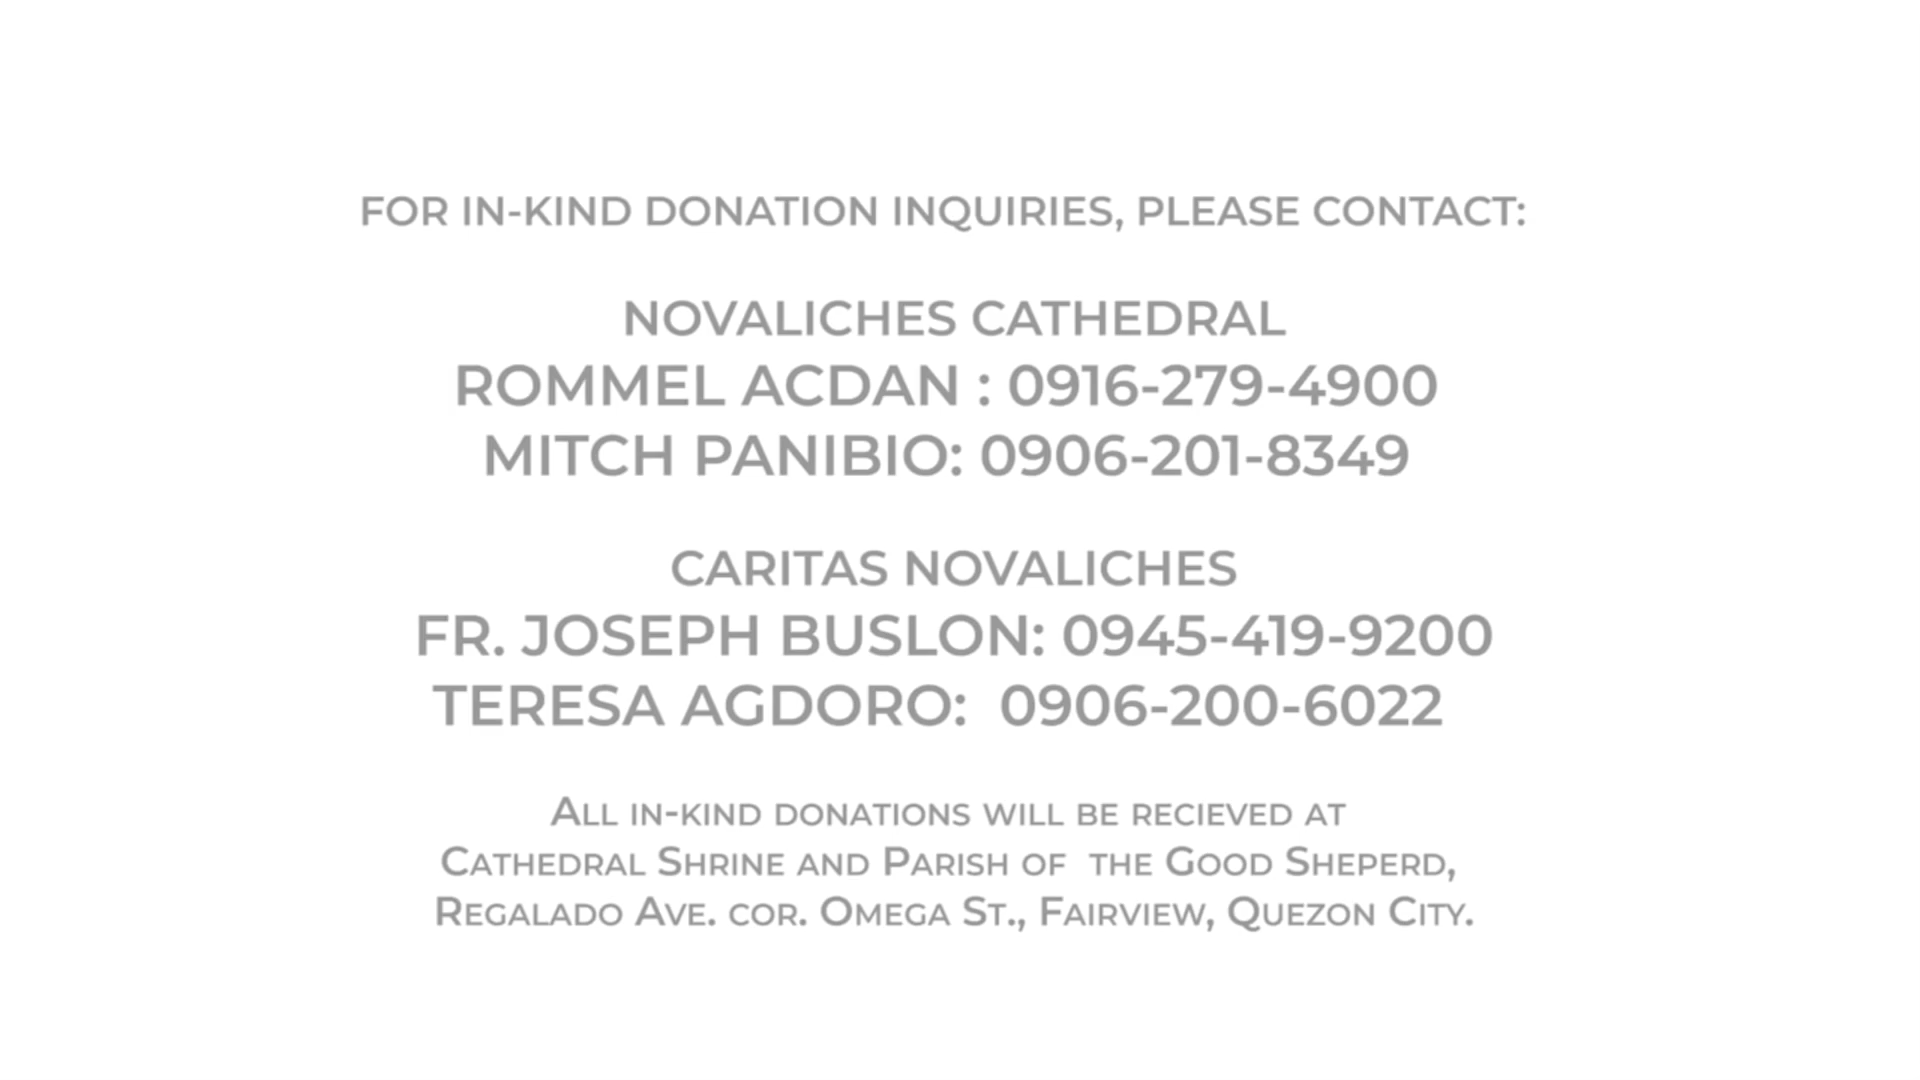 FOR IN-KIND DONATION INQUIRIES, PLEASE CONTACT:
NOVALICHES CATHEDRAL
ROMMEL ACDAN : 0916-279-4900
MITCH PANIBIO: 0906-201-8349
CARITAS NOVALICHES
FR. JOSEPH BUSLON: 0945-419-9200
TERESA AGDORO:  0906-200-6022
All in-kind donations will be recieved at
Cathedral Shrine and Parish of  the Good Sheperd,
Regalado Ave. cor. Omega St., Fairview, Quezon City.